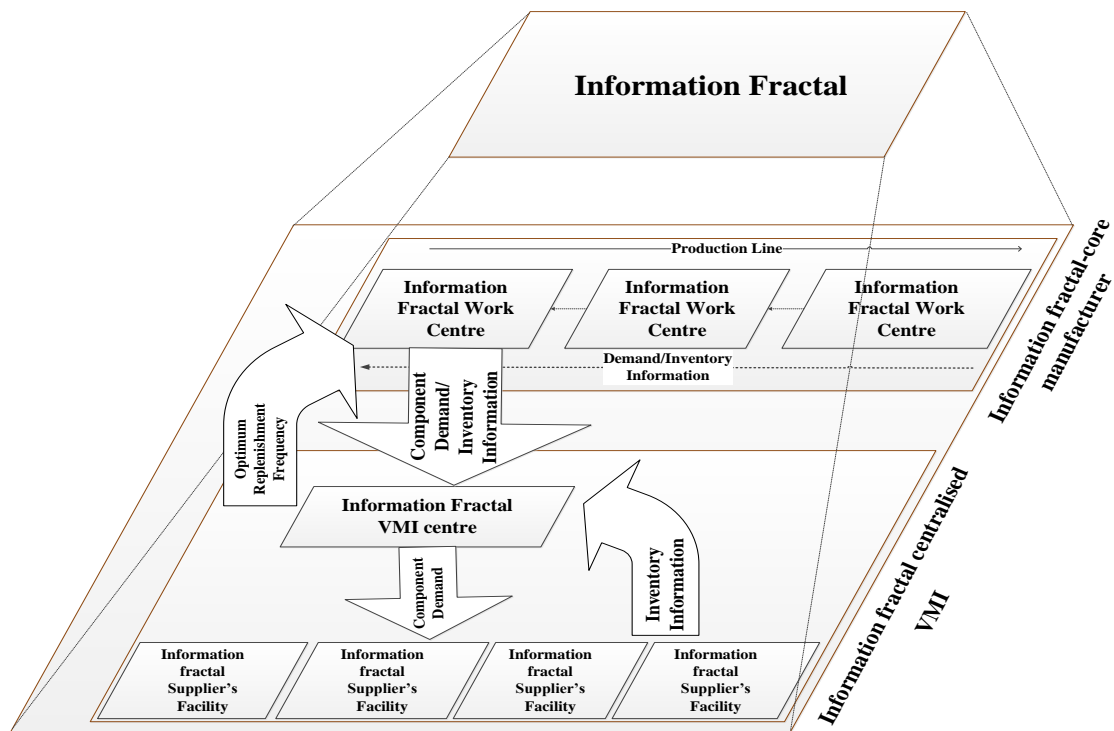 Information Fractal
Production Line
Information
Fractal Work
Centre
Information
Fractal Work
Centre
Information
Fractal Work
Centre
Demand/Inventory
Information
Information fractal-core
manufacturer
Optimum
Replenishment
Frequency
Component
Demand/
Inventory
Information
Information Fractal
VMI centre
Component
Demand
Inventory
Information
Information fractal centralised
VMI
Information
fractal
Supplier's
Facility
Information
fractal
Supplier's
Facility
Information
fractal
Supplier's
Facility
Information
fractal
Supplier's
Facility